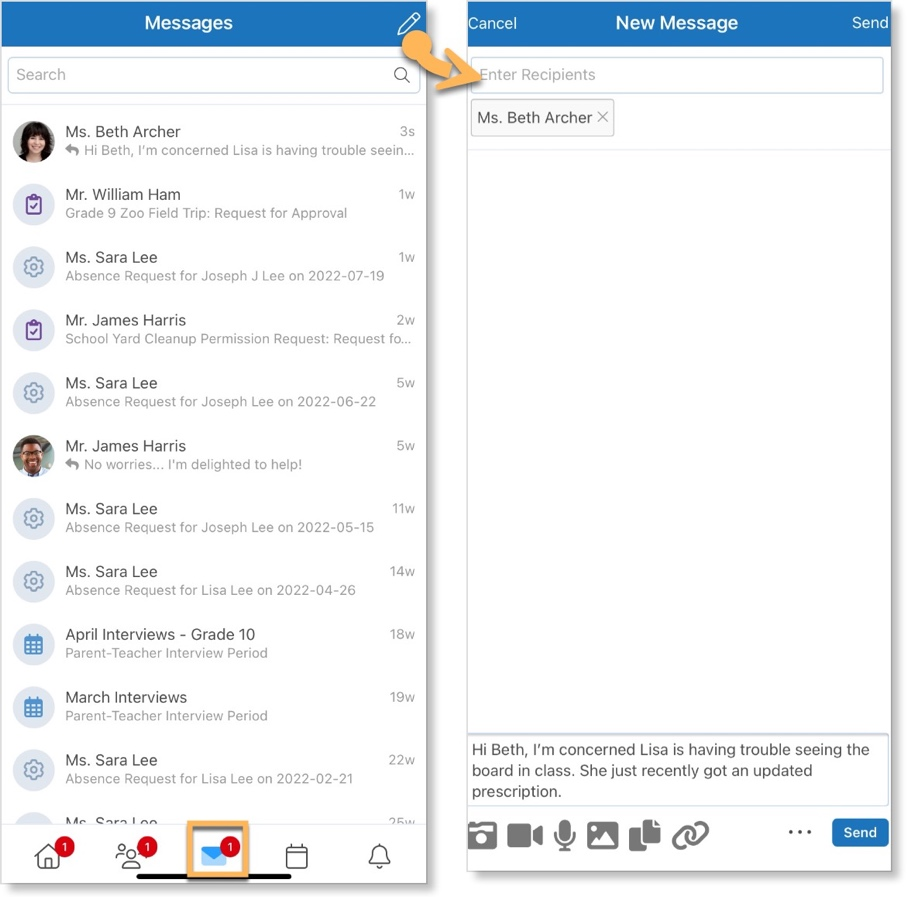 Messages
Search
Ms. Beth Archer 3s
Hi Beth, I'm concerned Lisa is having trouble seein...
Mr. William Ham 1w
Grade 9 Zoo Field Trip: Request for Approval
Ms. Sara Lee 1w
Absence Request for Joseph J Lee on 2022-07-19
Mr. James Harris 2w
School Yard Cleanup Permission Request: Request fo...
Ms. Sara Lee 5w
Absence Request for Joseph Lee on 2022-06-22
Mr. James Harris 5w
No worries... I'm delighted to help!
Ms. Sara Lee 11w
Absence Request for Joseph Lee on 2022-05-15
Ms. Sara Lee 14w
Absence Request for Lisa Lee on 2022-04-26
April Interviews - Grade 10 18w
Parent-Teacher Interview Period
March Interviews 19w
Parent-Teacher Interview Period
Ms. Sara Lee 22w
Absence Request for Lisa Lee on 2022-02-21
Ms. Sara Lee 25w
1 1 1
Cancel New Message Send
Enter Recipients
Ms. Beth Archer
Hi Beth, I'm concerned Lisa is having trouble seeing the
board in class. She just recently got an updated
prescription.
Send